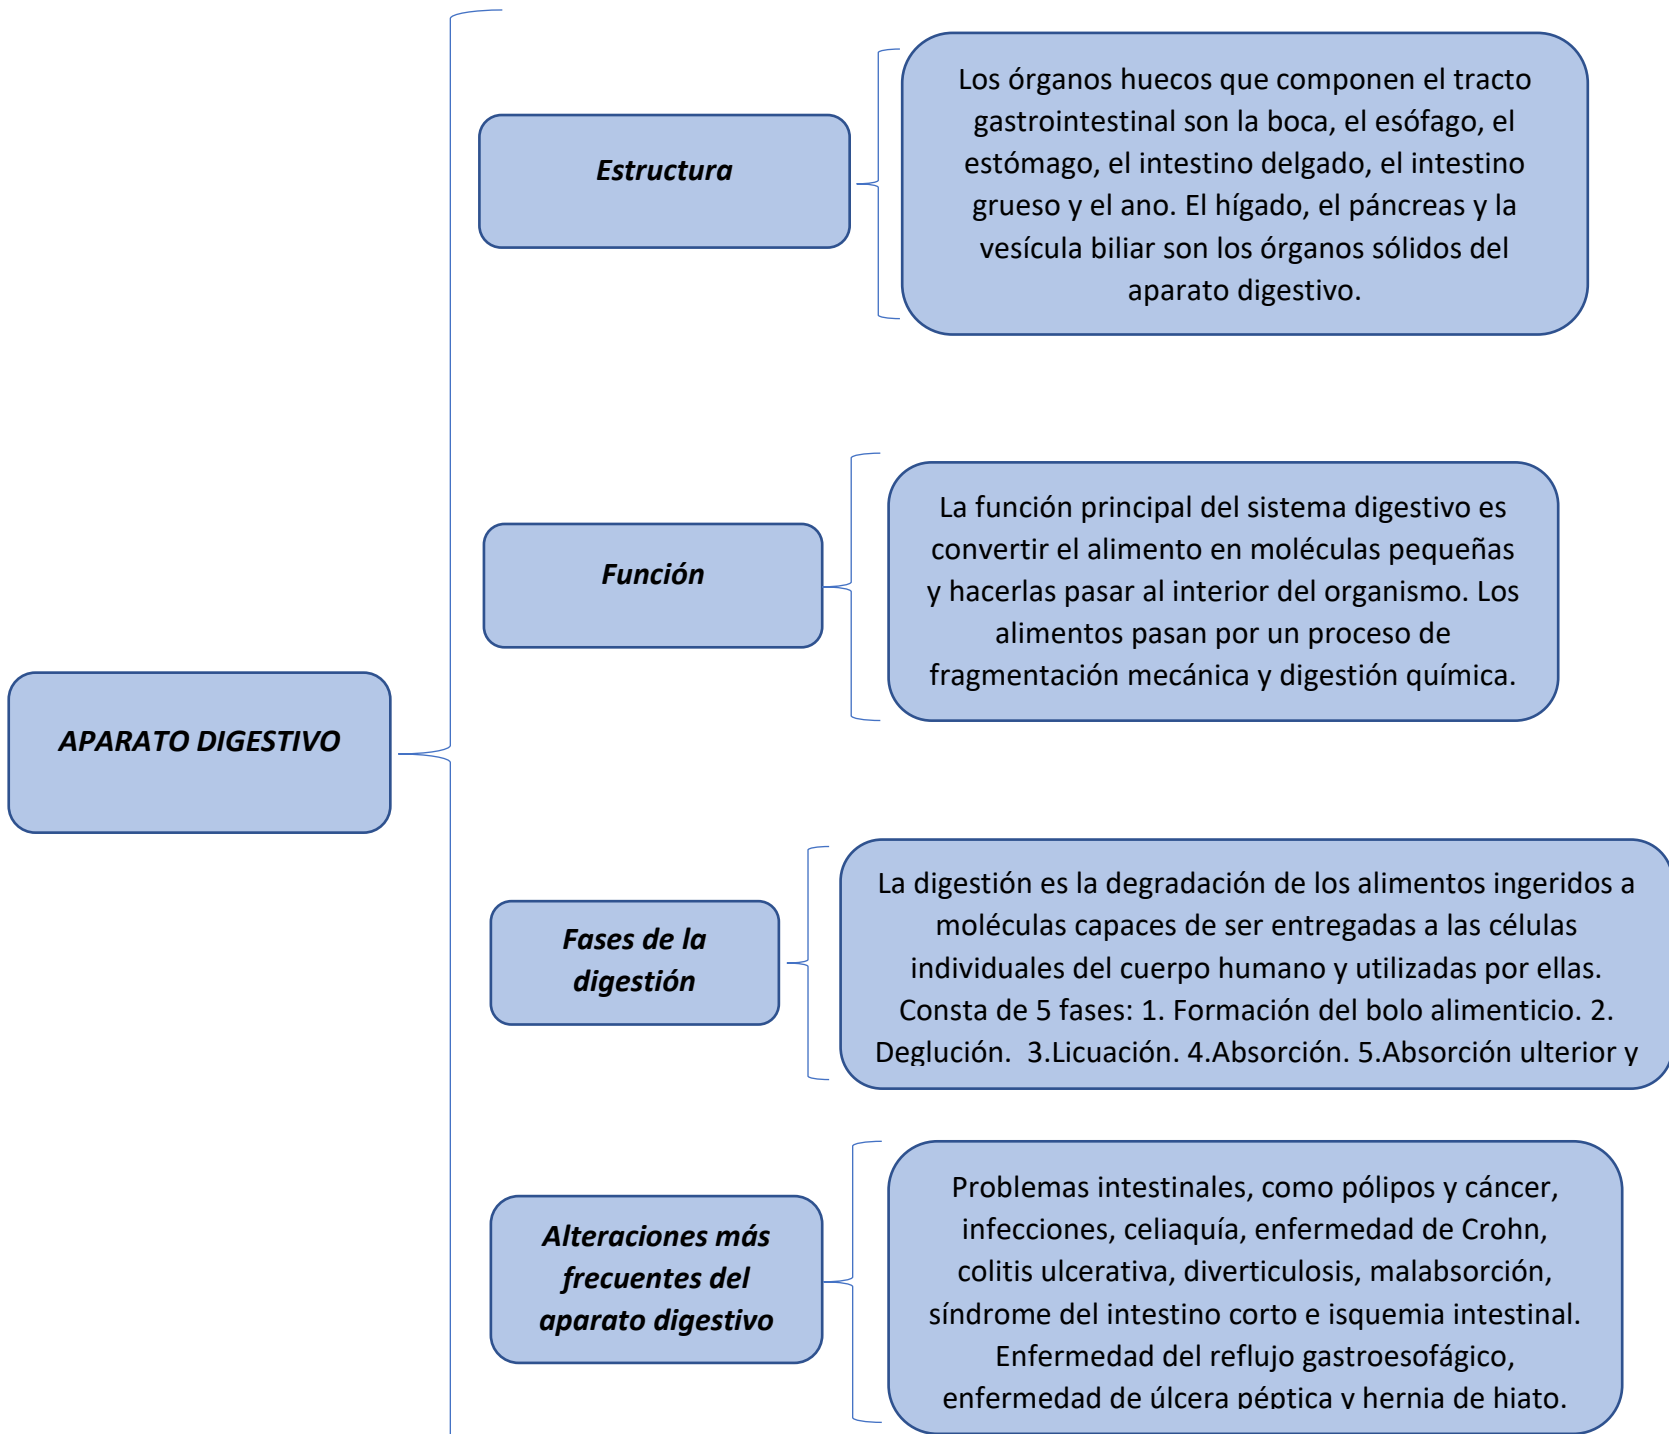 Estructura
Los órganos huecos que componen el tracto
gastrointestinal son la boca, el esófago, el
estómago, el intestino delgado, el intestino
grueso y el ano. El hígado, el páncreas y la
vesícula biliar son los órganos sólidos del
aparato digestivo.
Función
La función principal del sistema digestivo es
convertir el alimento en moléculas pequeñas
y hacerlas pasar al interior del organismo. Los
alimentos pasan por un proceso de
fragmentación mecánica y digestión química.
APARATO DIGESTIVO
Fases de la
digestión
La digestión es la degradación de los alimentos ingeridos a
moléculas capaces de ser entregadas a las células
individuales del cuerpo humano y utilizadas por ellas.
Consta de 5 fases: 1. Formación del bolo alimenticio. 2.
Deglución.  3.Licuación. 4.Absorción. 5.Absorción ulterior y
Alteraciones más
frecuentes del
aparato digestivo
Problemas intestinales, como pólipos y cáncer,
infecciones, celiaquía, enfermedad de Crohn,
colitis ulcerativa, diverticulosis, malabsorción,
síndrome del intestino corto e isquemia intestinal.
Enfermedad del reflujo gastroesofágico,
enfermedad de úlcera péptica y hernia de hiato.